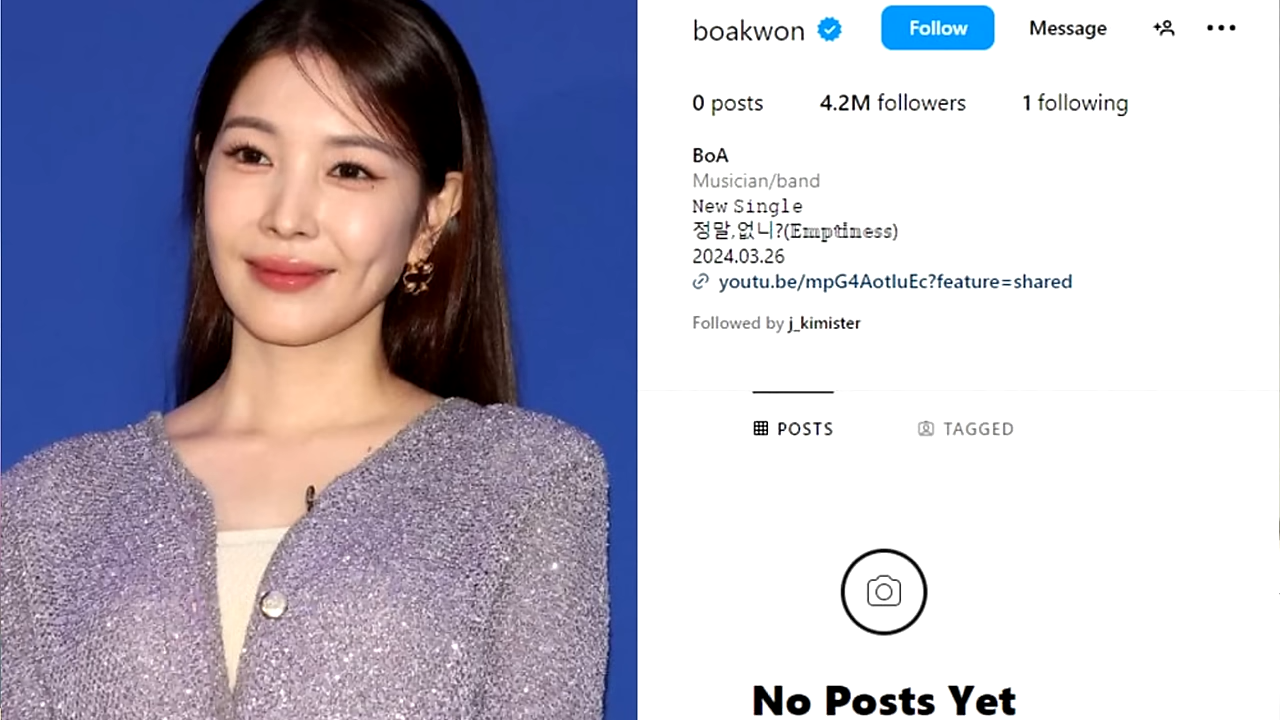 boakwon Follow Message
0 posts 4.2M followers 1 following
BoA
Musician/band
New Single
정말,없니?(Emptiness)
2024.03.26
youtu.be/mpG4AotIuEc?feature=shared
Followed by j_kimister
POSTS TAGGED
No Posts Yet